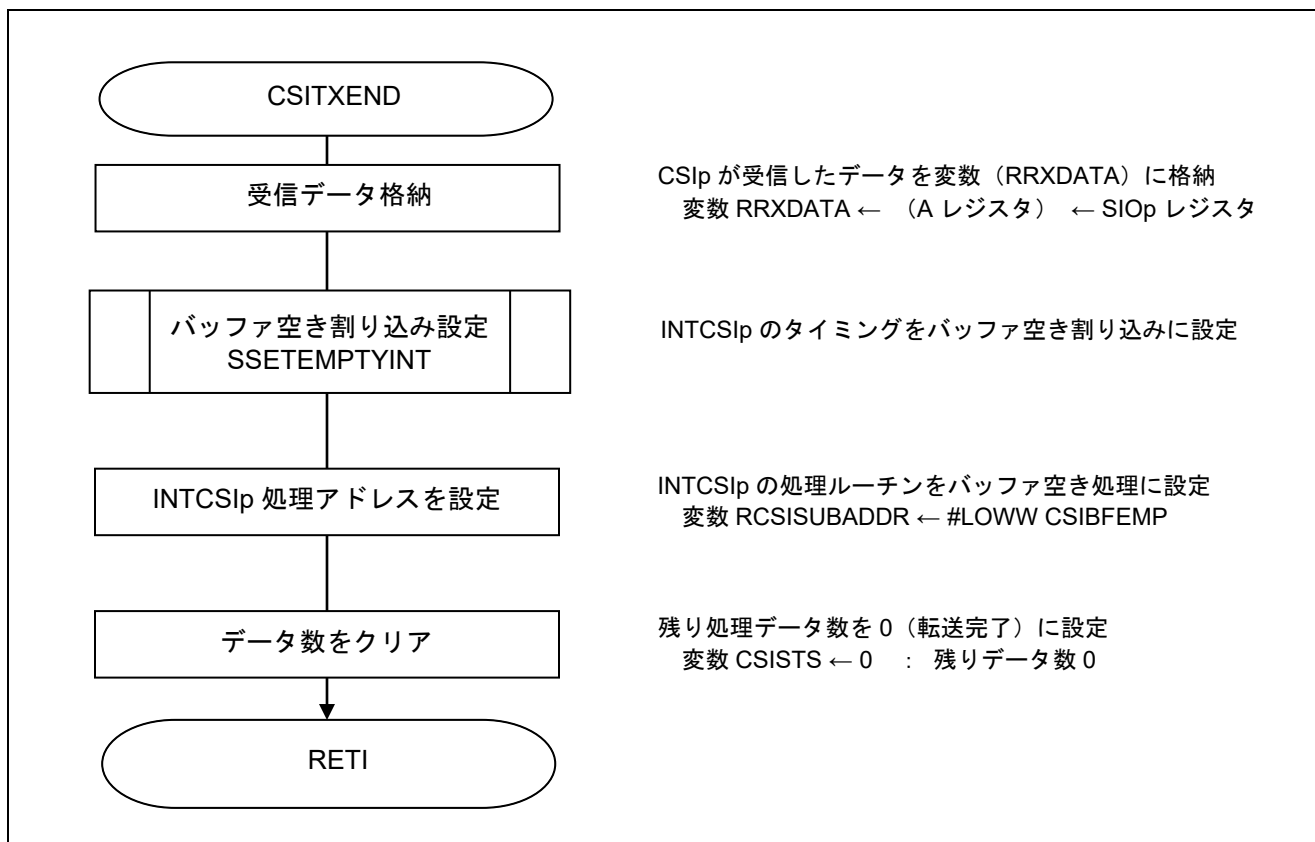 CSITXEND
受信データ格納
CSIp が受信したデータを変数（RRXDATA）に格納
変数 RRXDATA ← （A レジスタ） ← SIOp レジスタ
バッファ空き割り込み設定
SSETEMPTYINT
INTCSIp のタイミングをバッファ空き割り込みに設定
INTCSIp 処理アドレスを設定
INTCSIp の処理ルーチンをバッファ空き処理に設定
変数 RCSISUBADDR ← #LOWW CSIBFEMP
データ数をクリア
残り処理データ数を 0（転送完了）に設定
変数 CSISTS ← 0 ： 残りデータ数 0
RETI